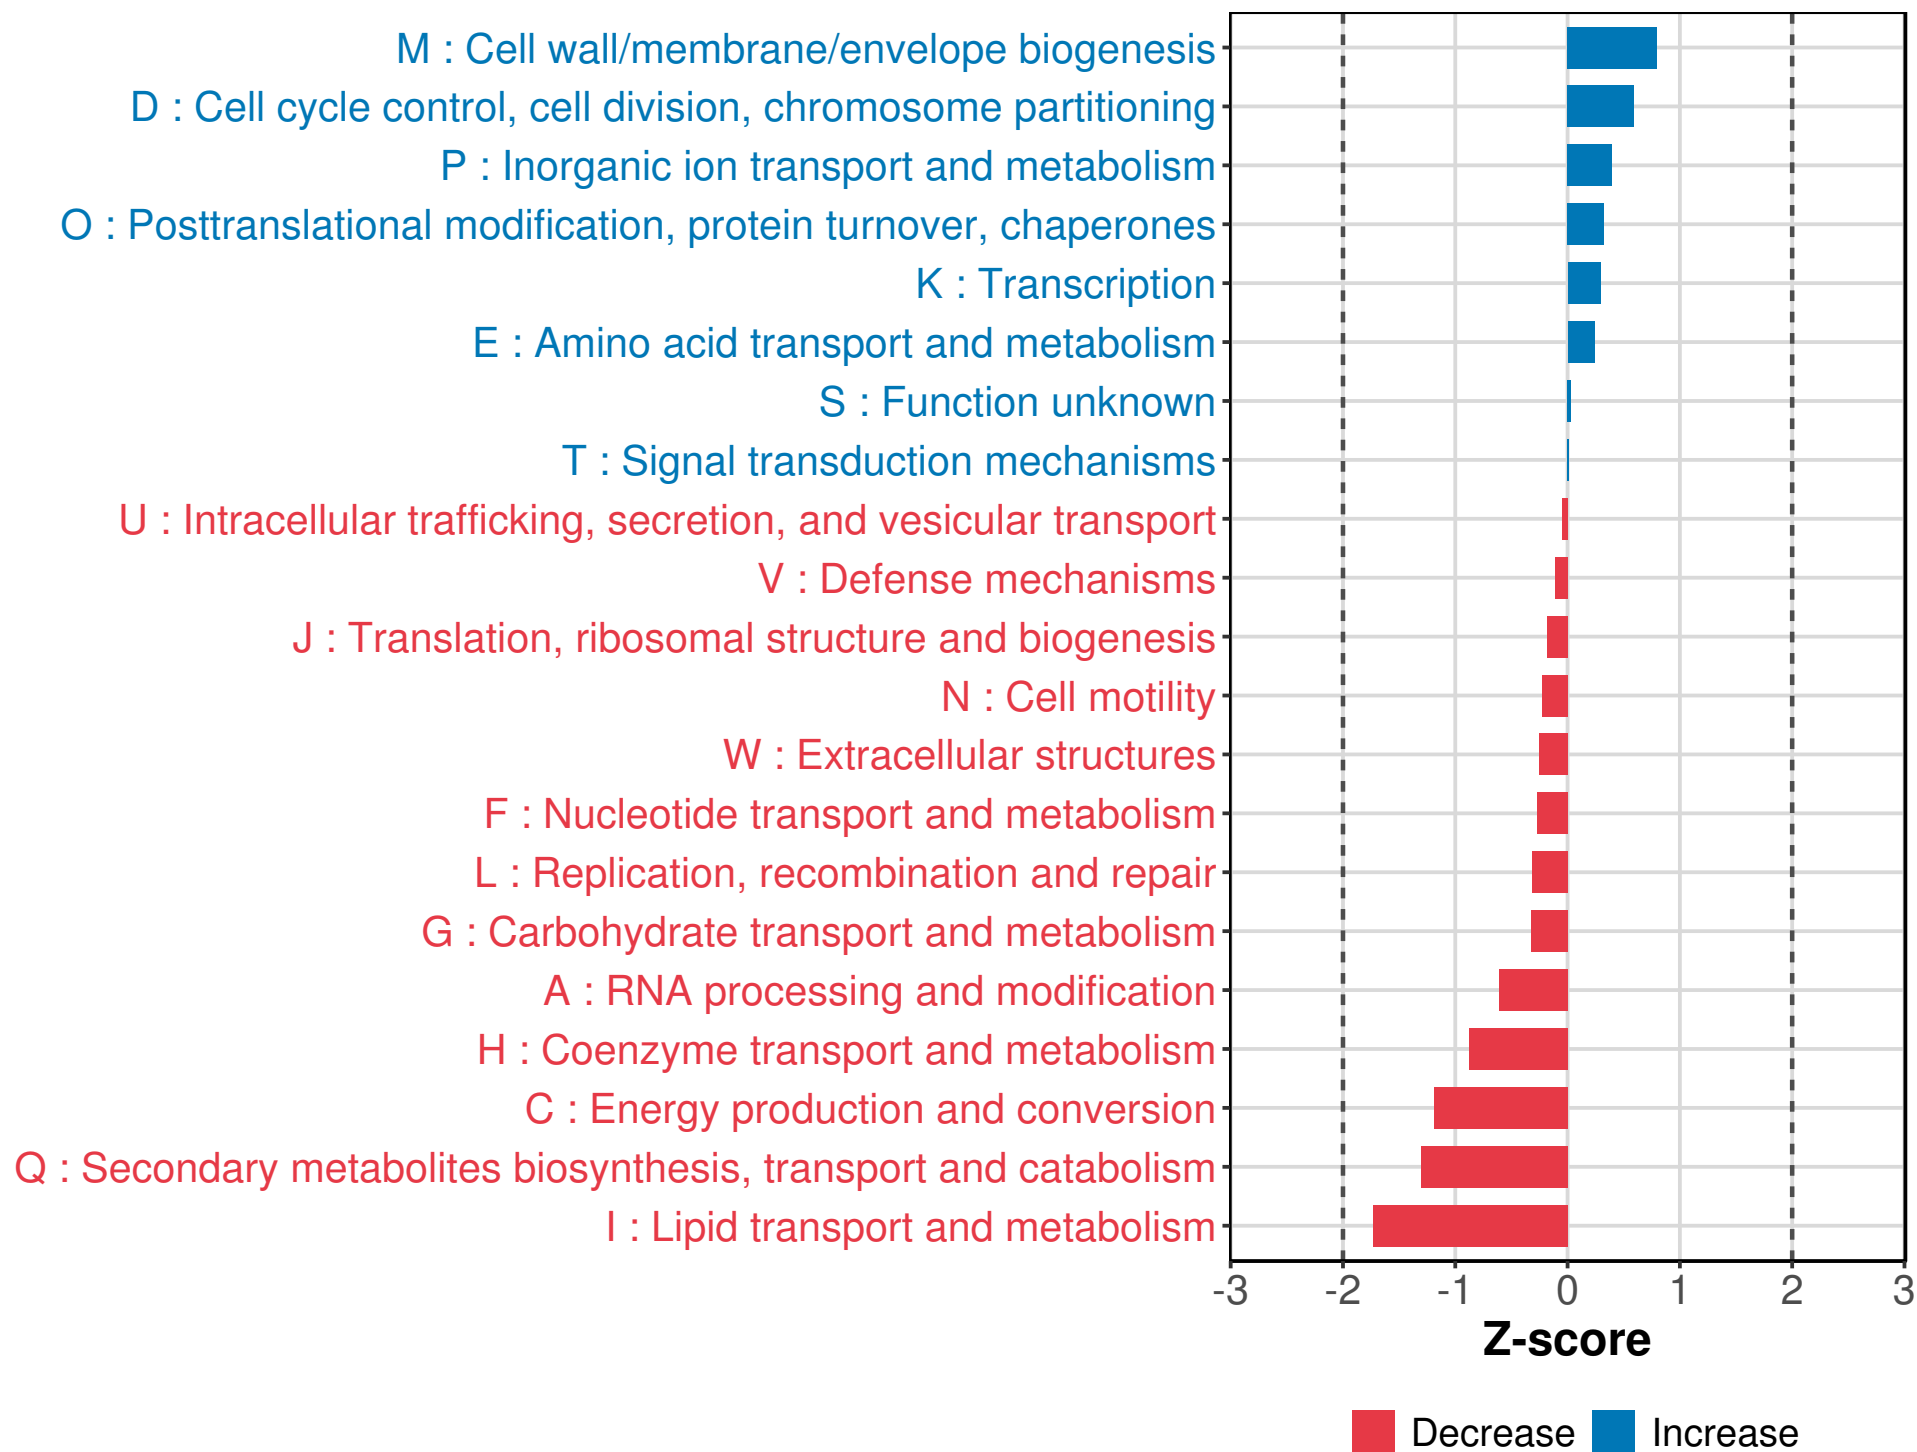 M : Cell wall/membrane/envelope biogenesis
D : Cell cycle control, cell division, chromosome partitioning
P : Inorganic ion transport and metabolism
O : Posttranslational modification, protein turnover, chaperones
K : Transcription
E : Amino acid transport and metabolism
S : Function unknown
T : Signal transduction mechanisms
U : Intracellular trafficking, secretion, and vesicular transport
V : Defense mechanisms
J : Translation, ribosomal structure and biogenesis
N : Cell motility
W : Extracellular structures
F : Nucleotide transport and metabolism
L : Replication, recombination and repair
G : Carbohydrate transport and metabolism
A : RNA processing and modification
H : Coenzyme transport and metabolism
C : Energy production and conversion
Q : Secondary metabolites biosynthesis, transport and catabolism
I : Lipid transport and metabolism
-3 -2 -1 0 1 2 3
Z-score
Decrease Increase